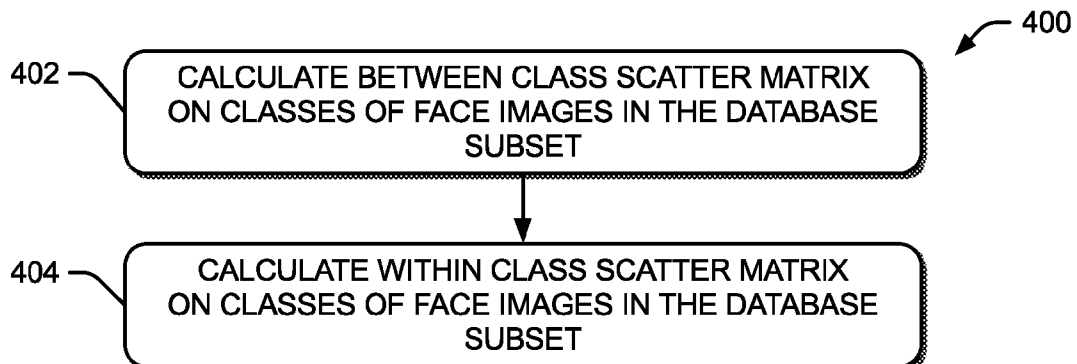 400
402
CALCULATE BETWEEN CLASS SCATTER MATRIX
ON CLASSES OF FACE IMAGES IN THE DATABASE
SUBSET
404
CALCULATE WITHIN CLASS SCATTER MATRIX
ON CLASSES OF FACE IMAGES IN THE DATABASE
SUBSET